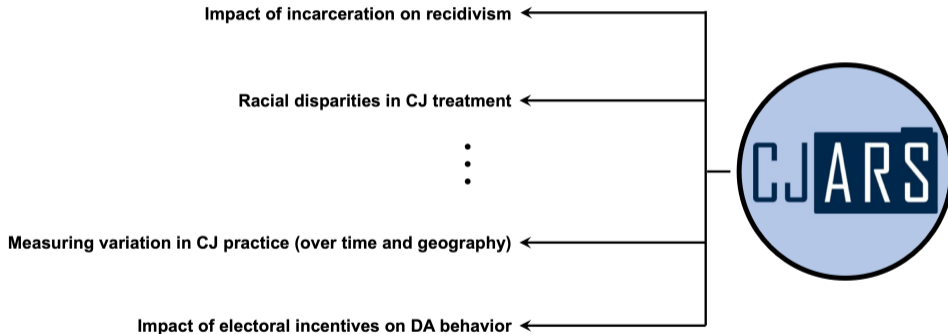 Impact of incarceration on recidivism
Racial disparities in CJ treatment
Measuring variation in CJ practice (over time and geography)
Impact of electoral incentives on DA behavior
CJARS